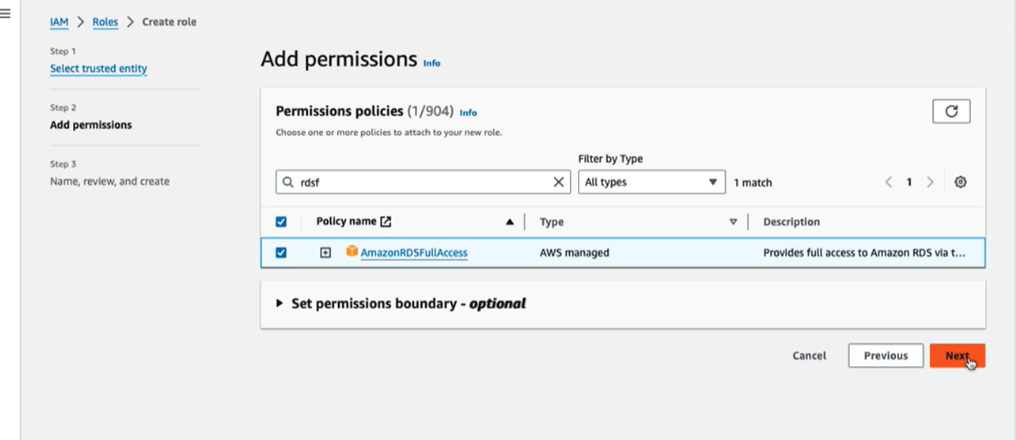 IAM > Roles > Create role
Step 1
Select trusted entity
Step 2
Add permissions
Step 3
Name, review, and create
Add permissions Info
Permissions policies (1/904) Info
Choose one or more policies to attach to your new role.
Filter by Type
rdsf
All types
1 match
1
Policy name
Type
Description
AmazonRDSFullAccess
AWS managed
Provides full access to Amazon RDS via t...
Set permissions boundary - optional
Cancel
Previous
Next